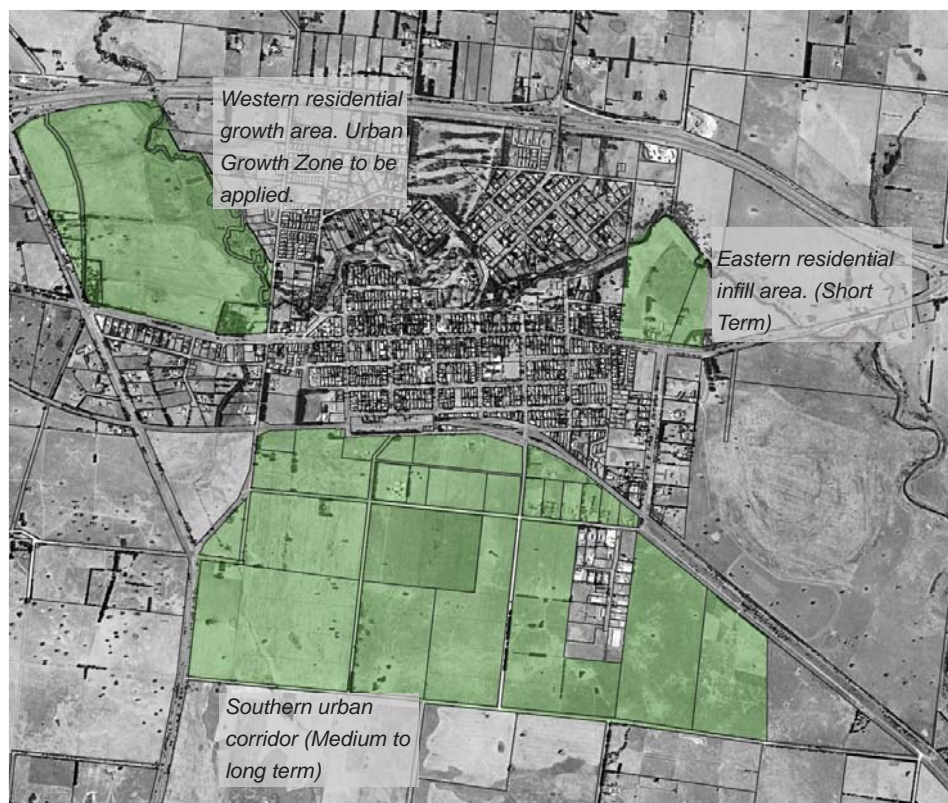 Western residential
growth area. Urban
Growth Zone to be
applied.
Eastern residential
infill area. (Short
Term)
Southern urban
corridor (Medium to
long term)